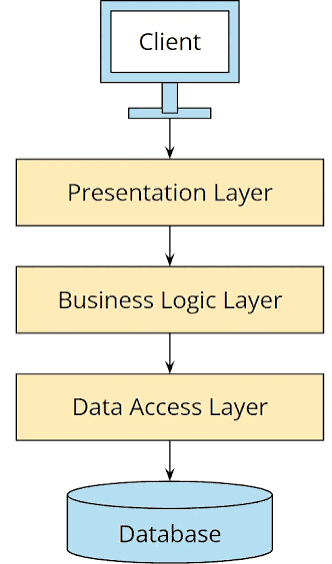 Client
Presentation Layer
Business Logic Layer
Data Access Layer
Database